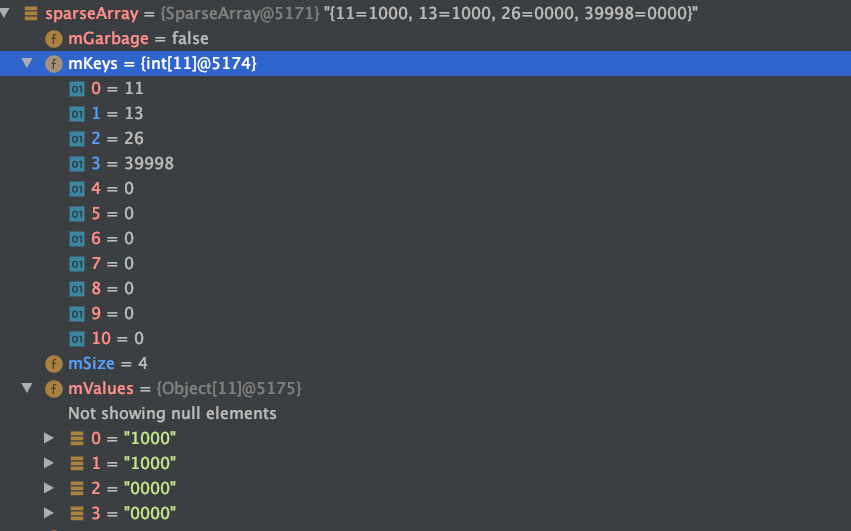 sparseArray = {SparseArray@5171} "{11=1000, 13=1000, 26=0000, 39998=0000}"
f mGarbage = false
f mKeys = {int[11]@5174}
01 0 = 11
01 1 = 13
01 2 = 26
01 3 = 39998
01 4 = 0
01 5 = 0
01 6 = 0
01 7 = 0
01 8 = 0
01 9 = 0
01 10 = 0
f mSize = 4
f mValues = {Object[11]@5175}
Not showing null elements
0 = "1000"
1 = "1000"
2 = "0000"
3 = "0000"